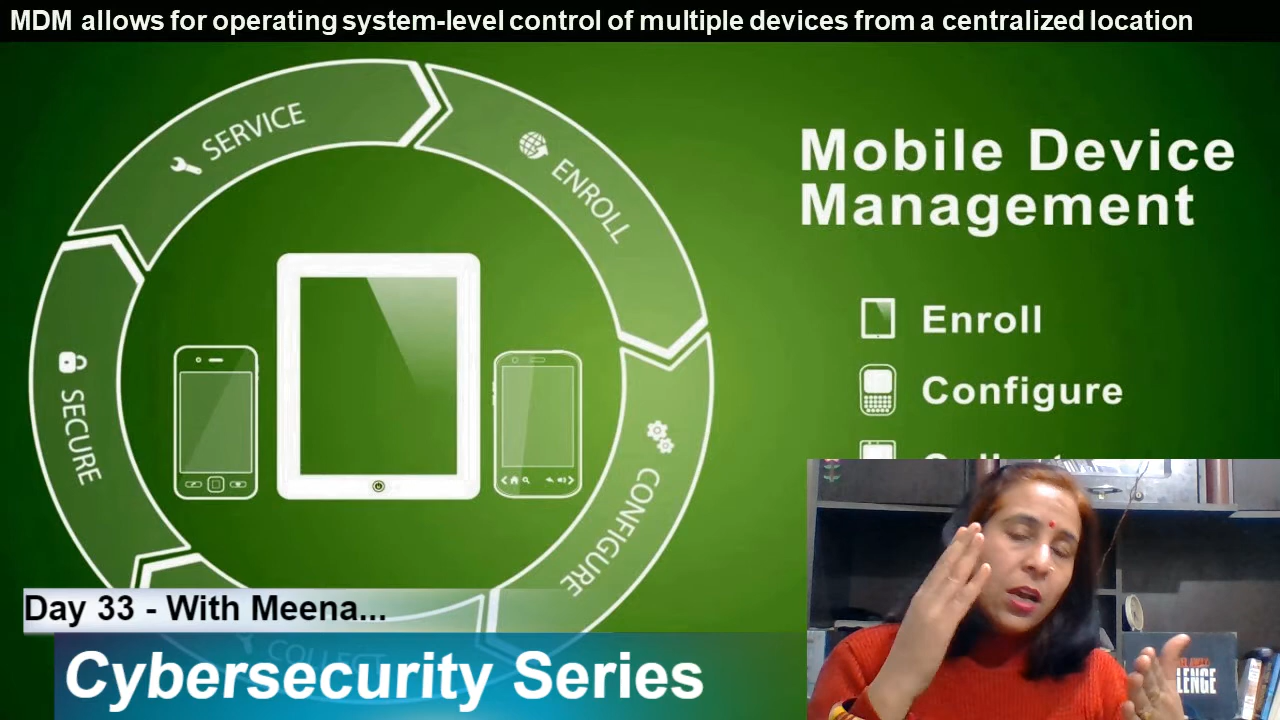 MDM allows for operating system-level control of multiple devices from a centralized location
SERVICE
ENROLL
SECURE
CONFIGURE
COLLECT
Mobile Device
Management
Enroll
Configure
Day 33 - With Meena...
Cybersecurity Series